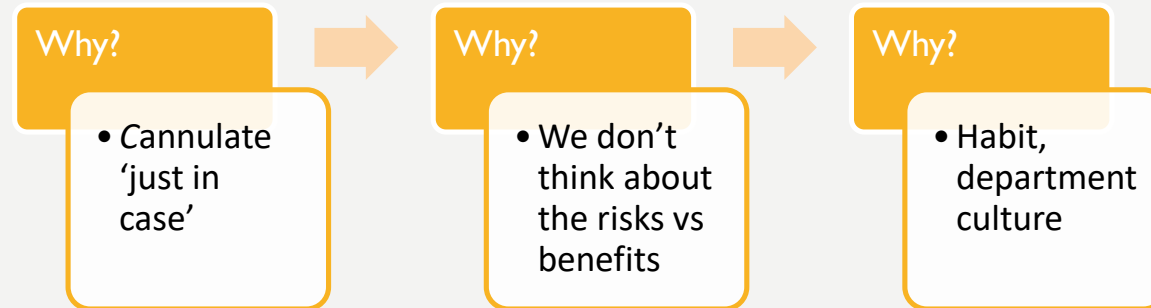 Why?
• Cannulate
‘just in
case’
Why?
• We don’t
think about
the risks vs
benefits
Why?
• Habit,
department
culture